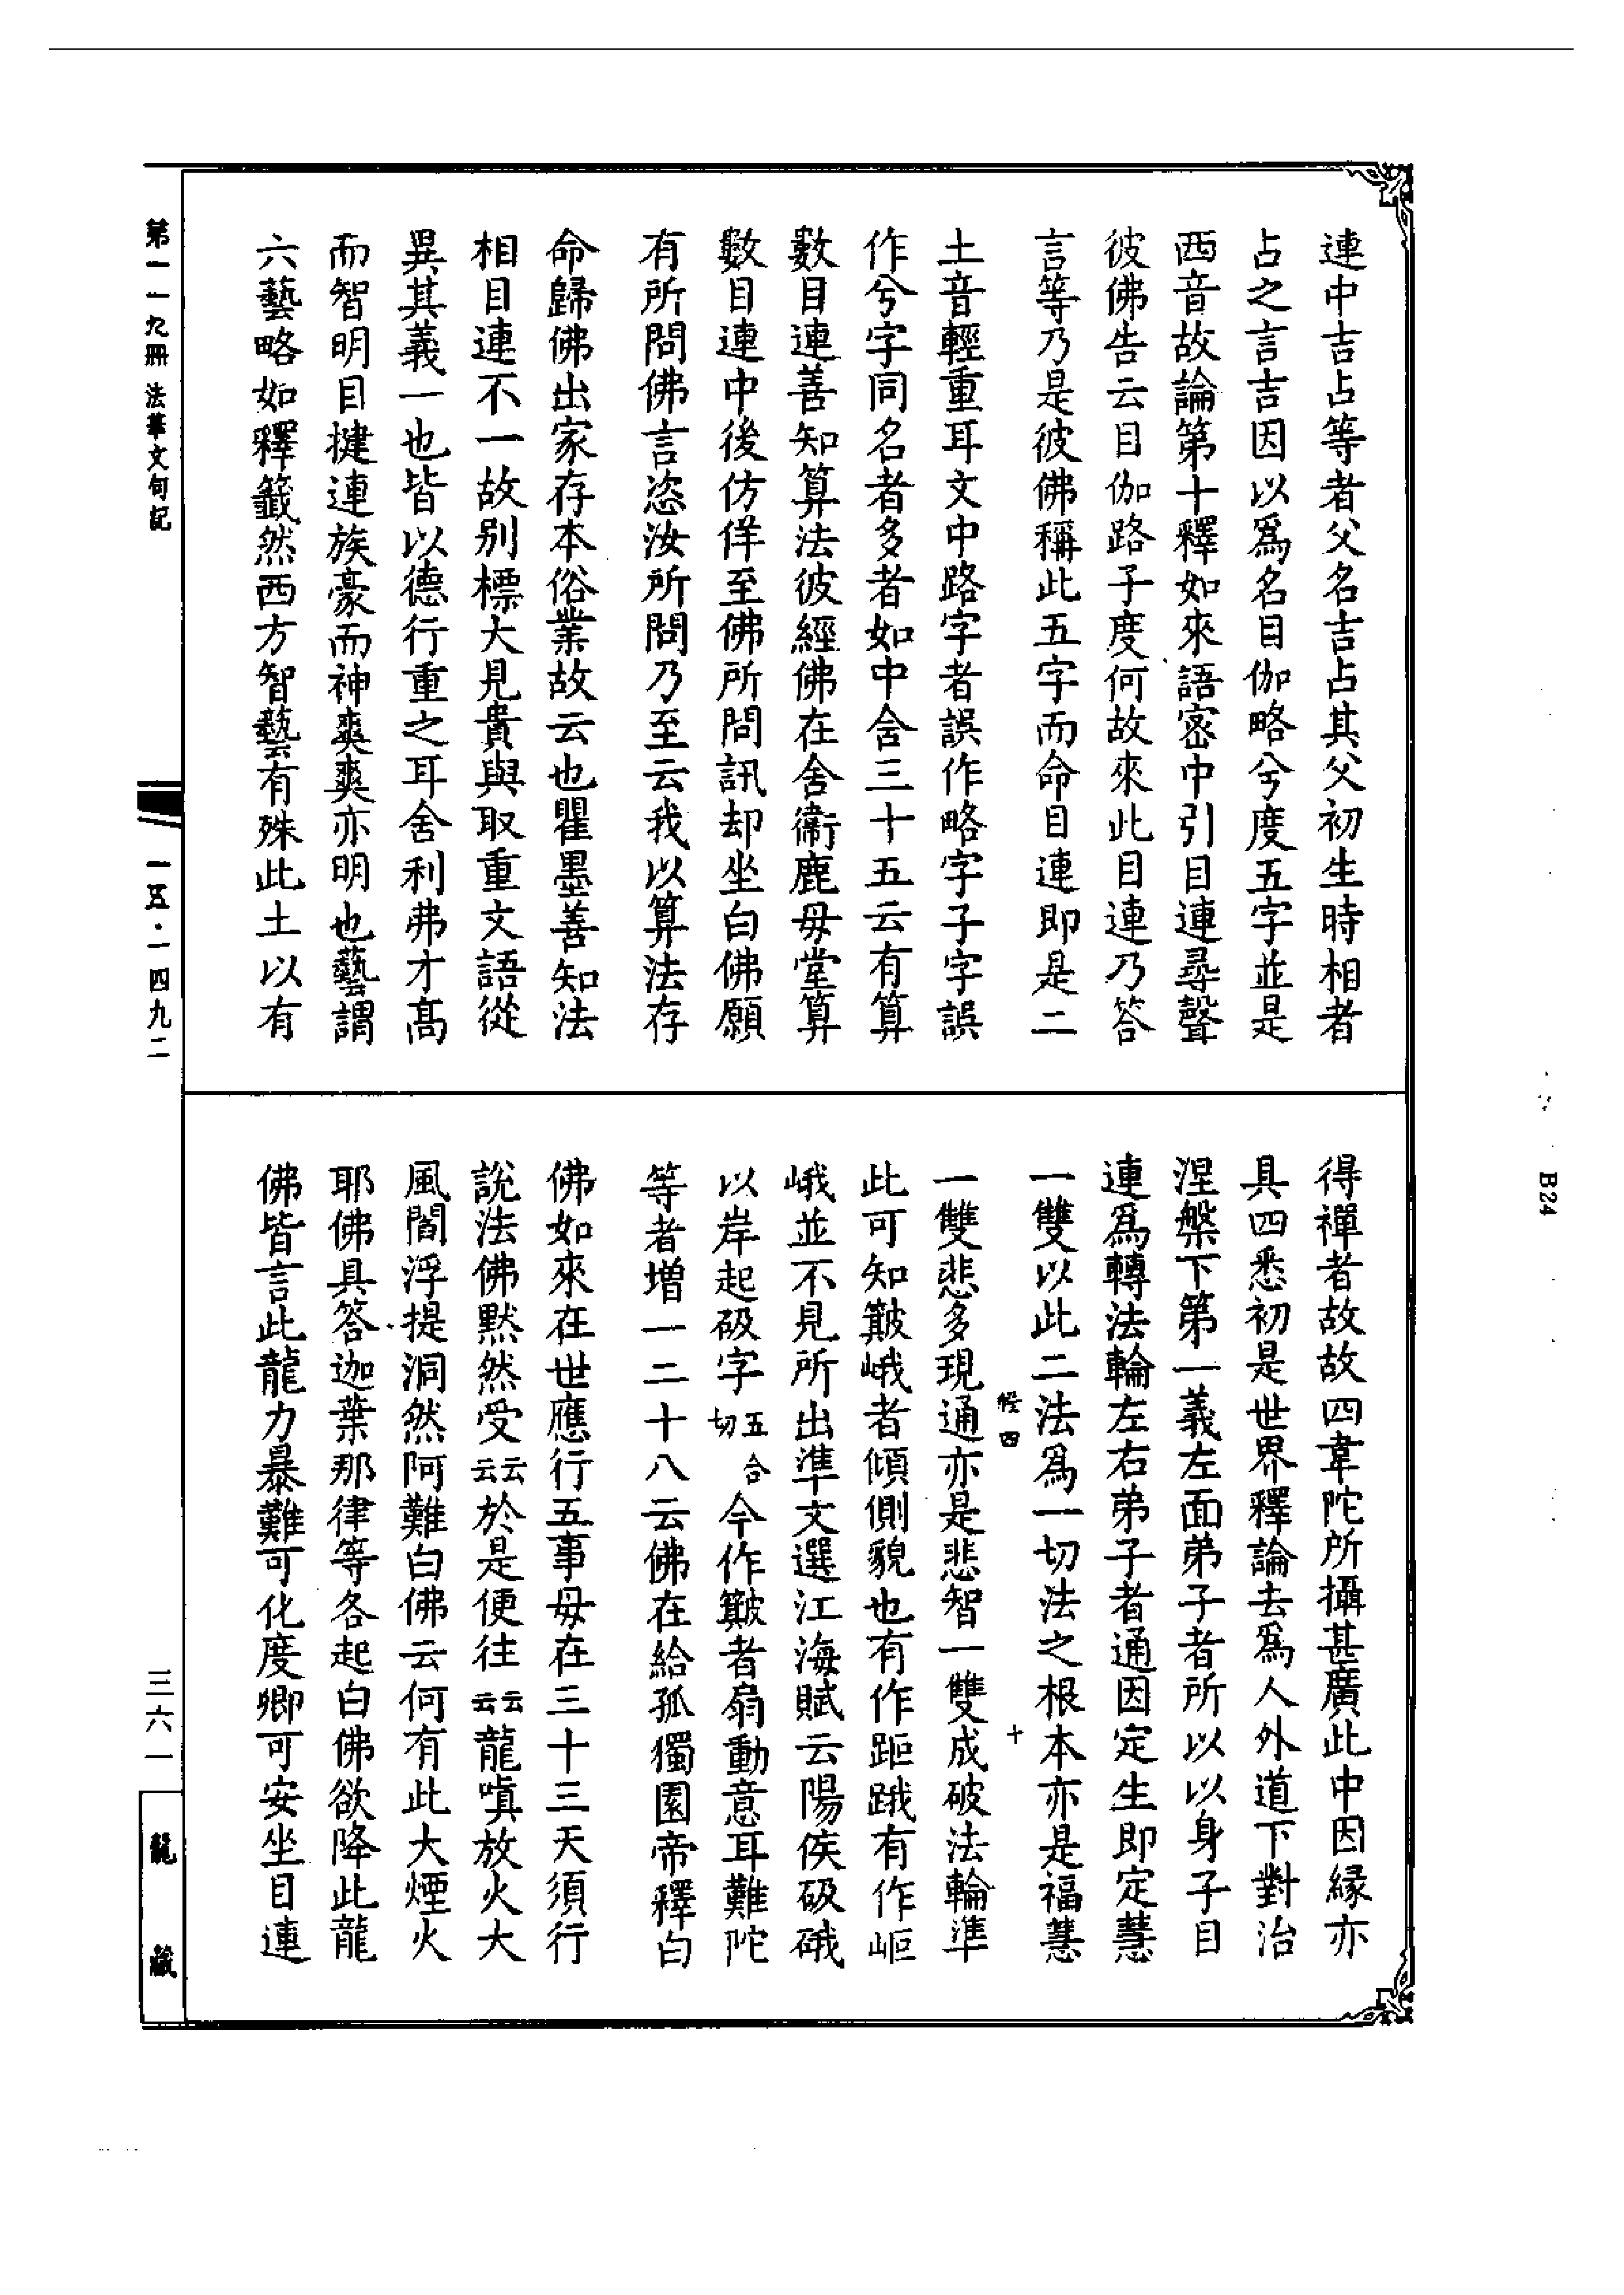 連中吉占等者父名吉占其父初生時相者
占之言吉因以爲名目伽略兮度五字並是
西音故論第十釋如來語密中引目連尋聲
彼佛告云目伽路子度何故來此目連乃答
言等乃是彼佛稱此五字而命目連即是二
土音輕重耳文中路字者誤作略字子字誤
作兮字同名者多者如中舍三十五云有算
數目連善知算法彼經佛在舍衞鹿母堂算
數目連中後仿佯至佛所問訊却坐白佛願
有所問佛言恣汝所問乃至云我以算法存
命歸佛出家存本俗業故云也瞿墨善知法
相目連不一故別標大見貴與取重文語從
異其義一也皆以德行重之耳舍利弗才高
而智明目揵連族豪而神爽爽亦明也藝謂
六藝略如釋籤然西方智藝有殊此土以有
得禪者故故四韋陀所攝甚廣此中因緣亦
具四悉初是世界釋論去爲人外道下對治
涅槃下第一義左面弟子者所以以身子目
連爲轉法輪左右弟子者通因定生即定慧
一雙以此二法爲一切法之根本亦是福慧
經四
十
一雙悲多現通亦是悲智一雙成破法輪準
此可知簸峨者傾側貌也有作距跐有作岠
峨並不見所出準文選江海賦云陽侯砐硪
以岸起砐字五合切今作簸者扇動意耳難陀
等者增一二十八云佛在給孤獨園帝釋白
佛如來在世應行五事母在三十三天須行
說法佛默然受云云於是便往云云龍嗔放火大
風閻浮提洞然阿難白佛云何有此大煙火
耶佛具答迦葉那律等各起白佛欲降此龍
佛皆言此龍力暴難可化度卿可安坐目連
第一一九冊 法華文句記
一五·一四九二
三六一
龍藏
B24